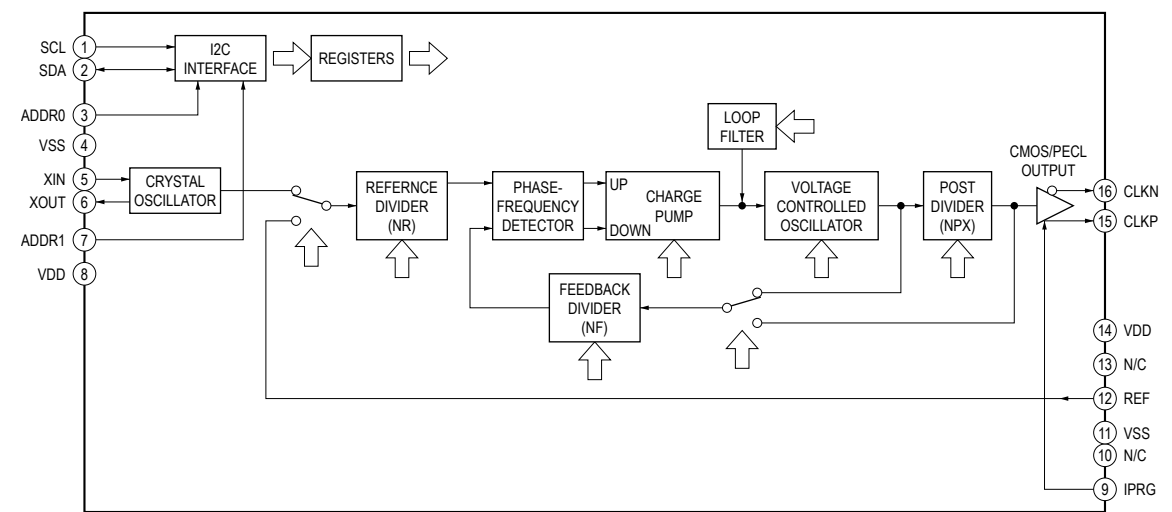 SCL 1
SDA 2
ADDR0 3
VSS 4
XIN 5
XOUT 6
ADDR1 7
VDD 8
I2C
INTERFACE
REGISTERS
CRYSTAL
OSCILLATOR
REFERNCE
DIVIDER
(NR)
PHASE-
FREQUENCY
DETECTOR
UP
CHARGE
PUMP
DOWN
LOOP
FILTER
VOLTAGE
CONTROLLED
OSCILLATOR
POST
DIVIDER
(NPX)
CMOS/PECL
OUTPUT
FEEDBACK
DIVIDER
(NF)
16 CLKN
15 CLKP
14 VDD
13 N/C
12 REF
11 VSS
10 N/C
9 IPRG